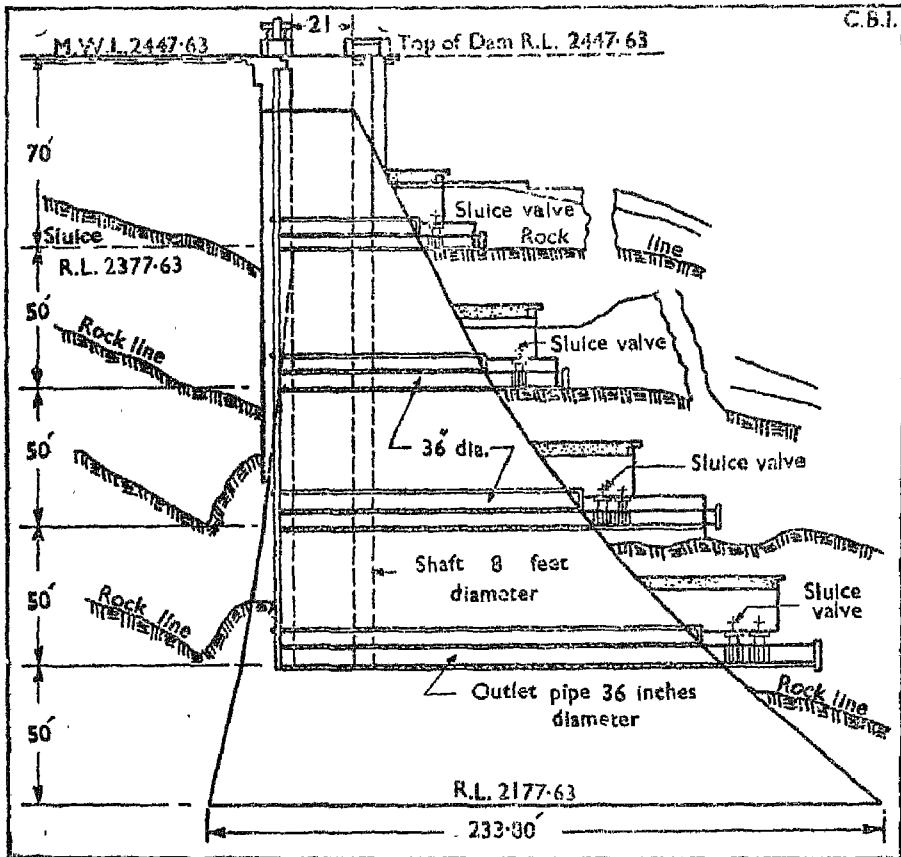 C.B.I.
21
M.W.L. 2447·63
Top of Dam R.L. 2447·63
70′
Sluice valve
Rock
line
Sluice
R.L. 2377·63
50′
Rock line
Sluice valve
50′
36″ dia.
Sluice valve
Shaft 8 feet
diameter
50′
Rock
line
Sluice
valve
Outlet pipe 36 inches
diameter
Rock
line
50′
R.L. 2177·63
233·80′